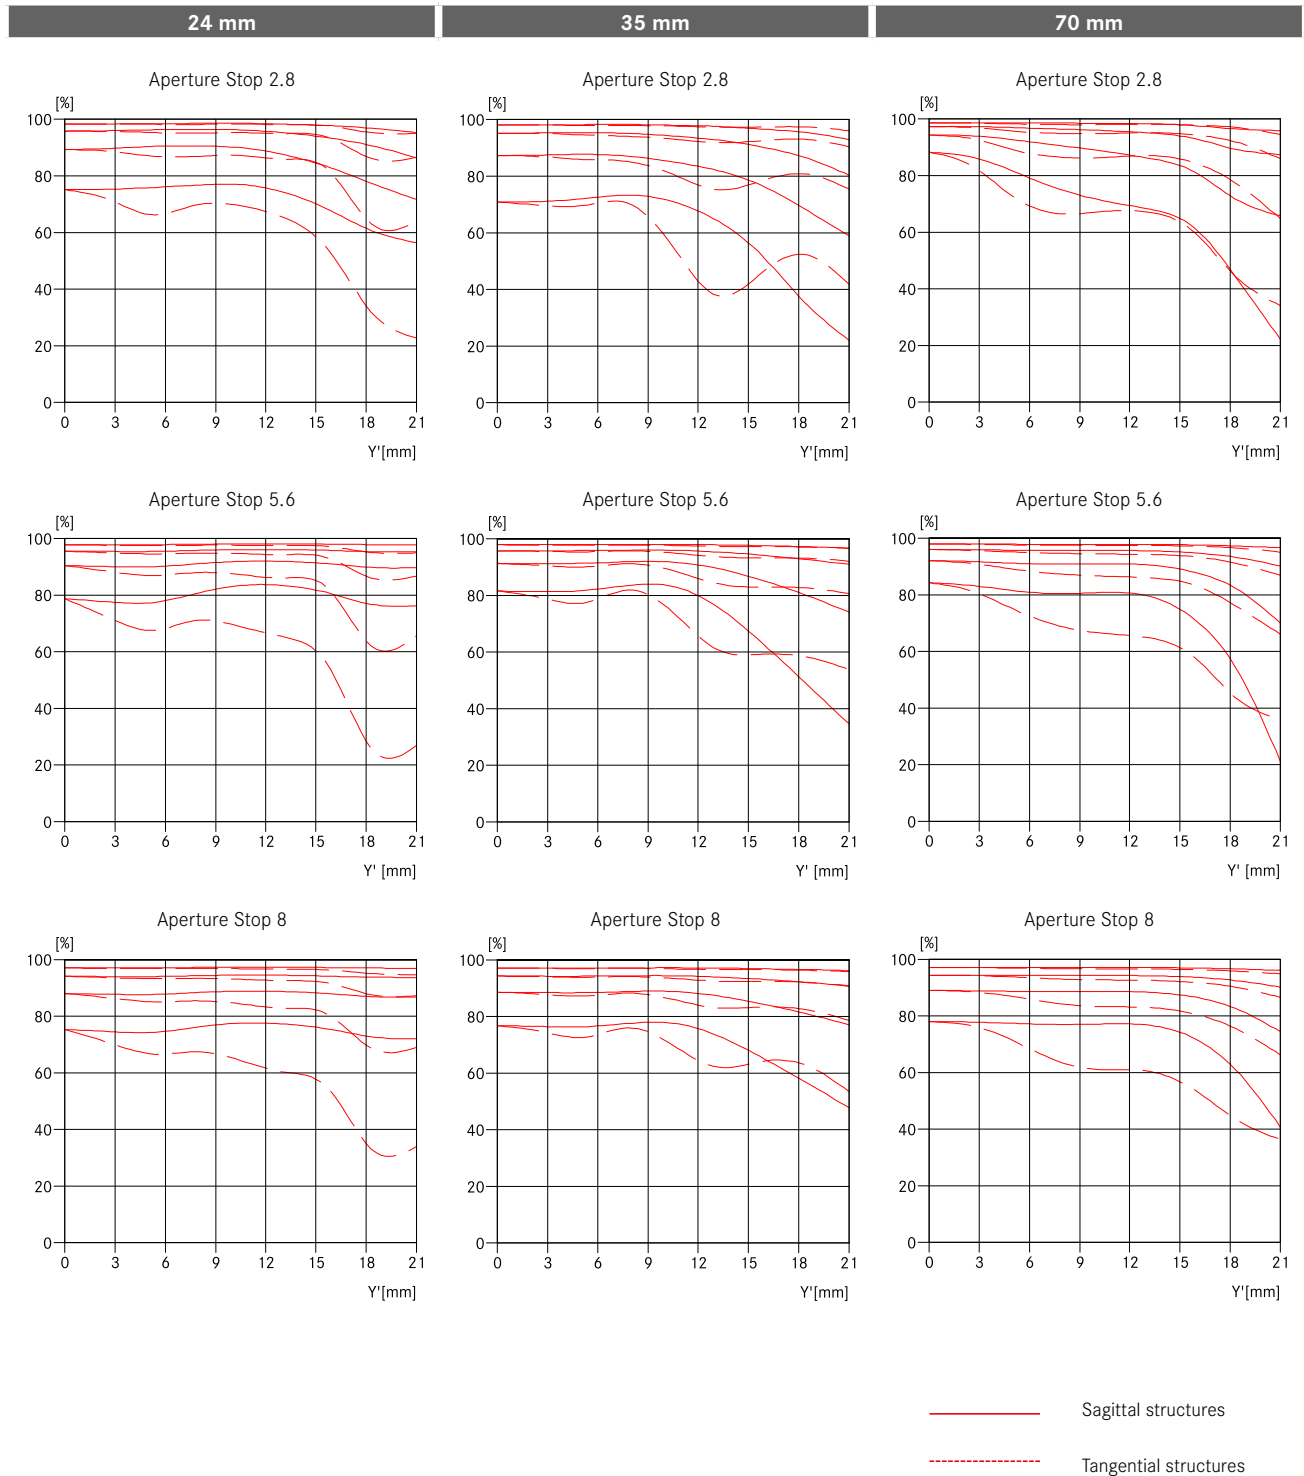 24 mm 35 mm 70 mm
Aperture Stop 2.8 Aperture Stop 2.8 Aperture Stop 2.8
[%] [%] [%]
100 100 100
80 80 80
60 60 60
40 40 40
20 20 20
0 0 0
0 3 6 9 12 15 18 21 0 3 6 9 12 15 18 21 0 3 6 9 12 15 18 21
Y'[mm] Y'[mm] Y'[mm]
Aperture Stop 5.6 Aperture Stop 5.6 Aperture Stop 5.6
[%] [%] [%]
100 100 100
80 80 80
60 60 60
40 40 40
20 20 20
0 0 0
0 3 6 9 12 15 18 21 0 3 6 9 12 15 18 21 0 3 6 9 12 15 18 21
Y' [mm] Y' [mm] Y' [mm]
Aperture Stop 8 Aperture Stop 8 Aperture Stop 8
[%] [%] [%]
100 100 100
80 80 80
60 60 60
40 40 40
20 20 20
0 0 0
0 3 6 9 12 15 18 21 0 3 6 9 12 15 18 21 0 3 6 9 12 15 18 21
Y'[mm] Y'[mm] Y'[mm]
Sagittal structures
Tangential structures